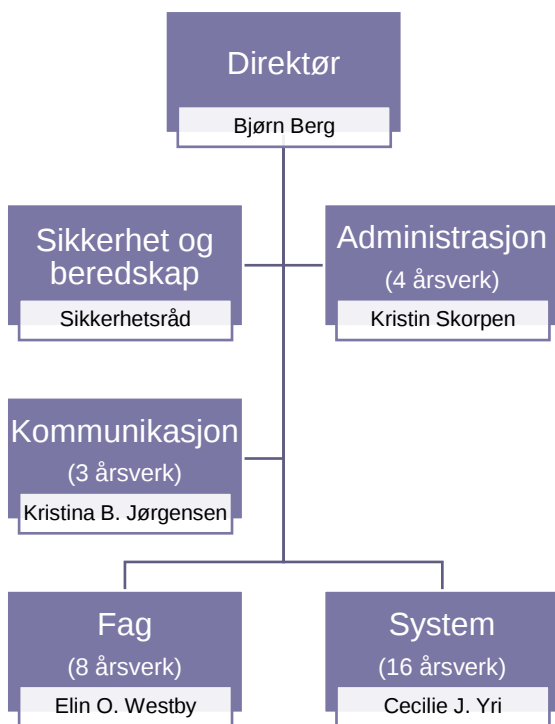 Direktør
Bjørn Berg
Sikkerhet og
beredskap
Sikkerhetsråd
Administrasjon
(4 årsverk)
Kristin Skorpen
Kommunikasjon
(3 årsverk)
Kristina B. Jørgensen
Fag
(8 årsverk)
Elin O. Westby
System
(16 årsverk)
Cecilie J. Yri